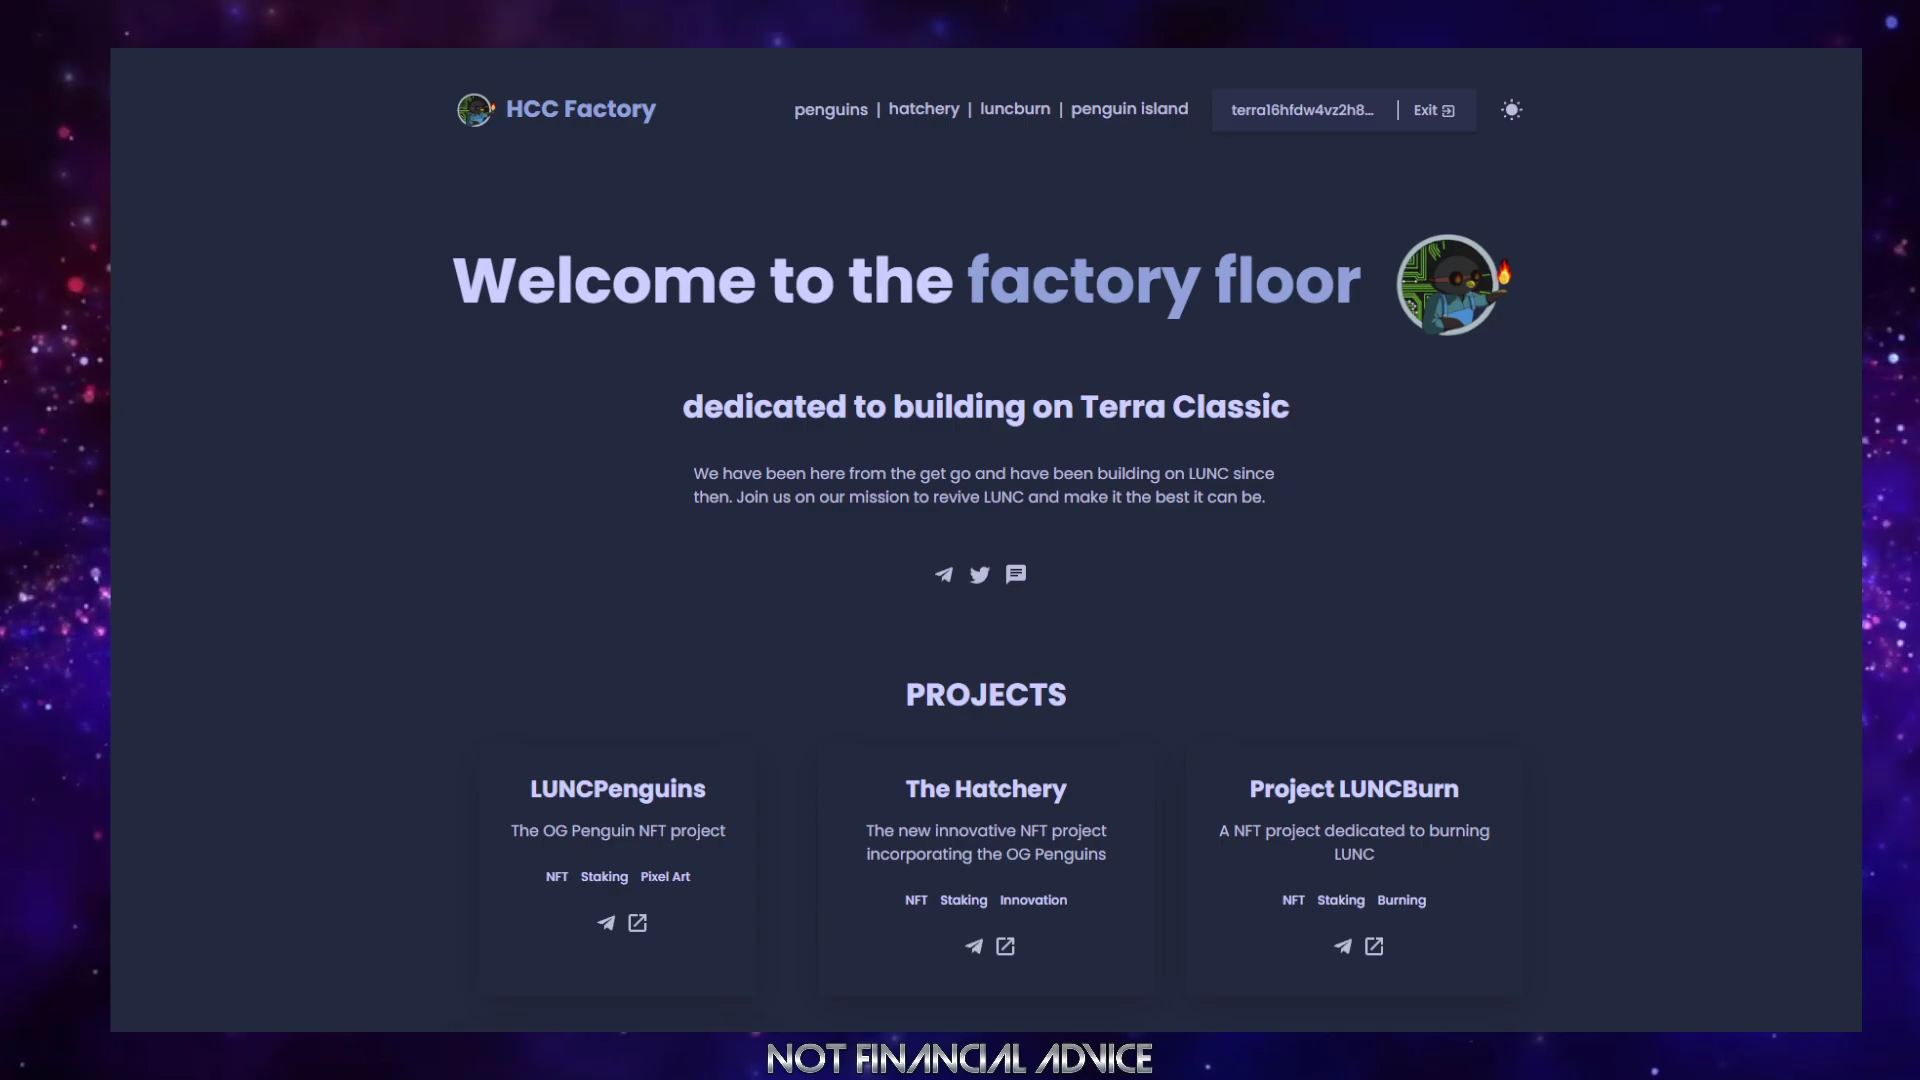 HCC Factory
penguins | hatchery | luncburn | penguin island
terra16hfdw4vz2h8... | Exit
Welcome to the factory floor
dedicated to building on Terra Classic
We have been here from the get go and have been building on LUNC since
then. Join us on our mission to revive LUNC and make it the best it can be.
PROJECTS
LUNCPenguins
The OG Penguin NFT project
NFT Staking Pixel Art
The Hatchery
The new innovative NFT project
incorporating the OG Penguins
NFT Staking Innovation
Project LUNCBurn
A NFT project dedicated to burning
LUNC
NFT Staking Burning
NOT FINANCIAL ADVICE